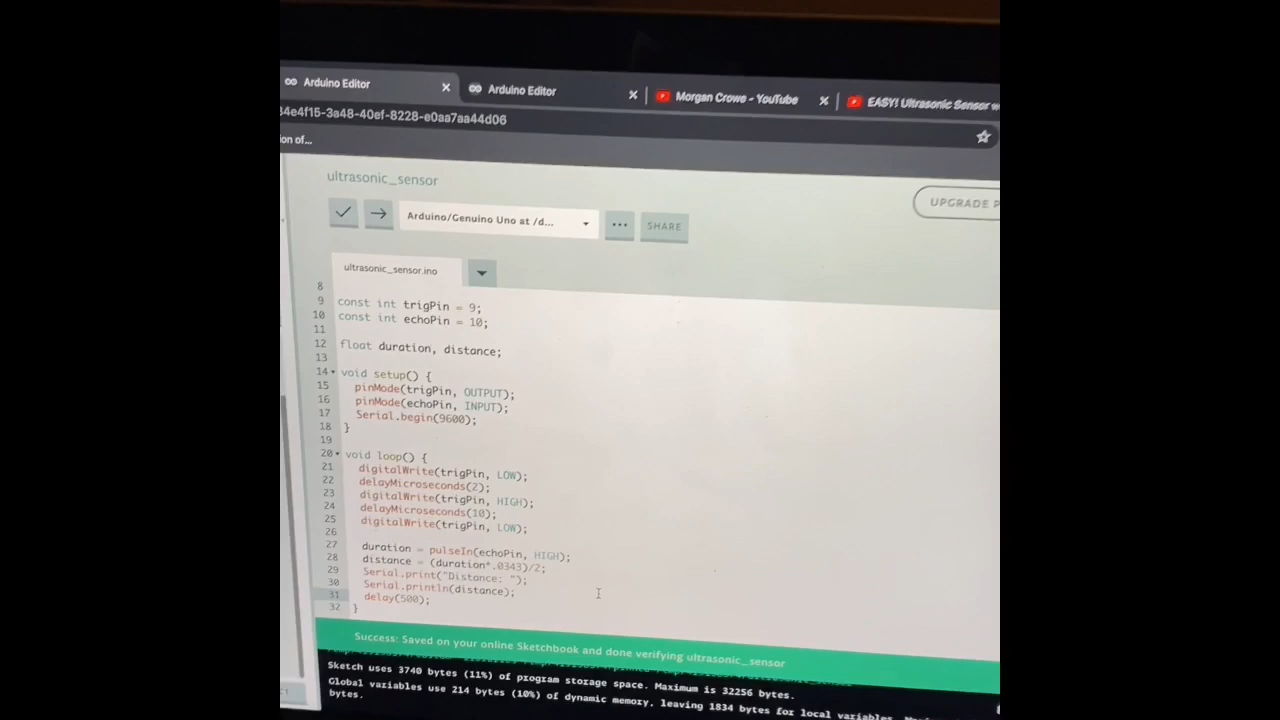 Arduino Editor
Arduino Editor
Morgan Crowe - YouTube
EASY! Ultrasonic Sensor w
34e4f15-3a48-40ef-8228-e0aa7aa44d06
ion of...
ultrasonic_sensor
UPGRADE P
Arduino/Genuino Uno at /d...
SHARE
ultrasonic_sensor.ino
8
9 const int trigPin = 9;
10 const int echoPin = 10;
11
12 float duration, distance;
13
14 void setup() {
15 pinMode(trigPin, OUTPUT);
16 pinMode(echoPin, INPUT);
17 Serial.begin(9600);
18 }
19
20 void loop() {
21 digitalWrite(trigPin, LOW);
22 delayMicroseconds(2);
23 digitalWrite(trigPin, HIGH);
24 delayMicroseconds(10);
25 digitalWrite(trigPin, LOW);
26
27 duration = pulseIn(echoPin, HIGH);
28 distance = (duration*.0343)/2;
29 Serial.print("Distance: ");
30 Serial.println(distance);
31 delay(500);
32 }
Success: Saved on your online Sketchbook and done verifying ultrasonic_sensor
Sketch uses 3740 bytes (11%) of program storage space. Maximum is 32256 bytes.
Global variables use 214 bytes (10%) of dynamic memory, leaving 1834 bytes for local variables.
bytes.